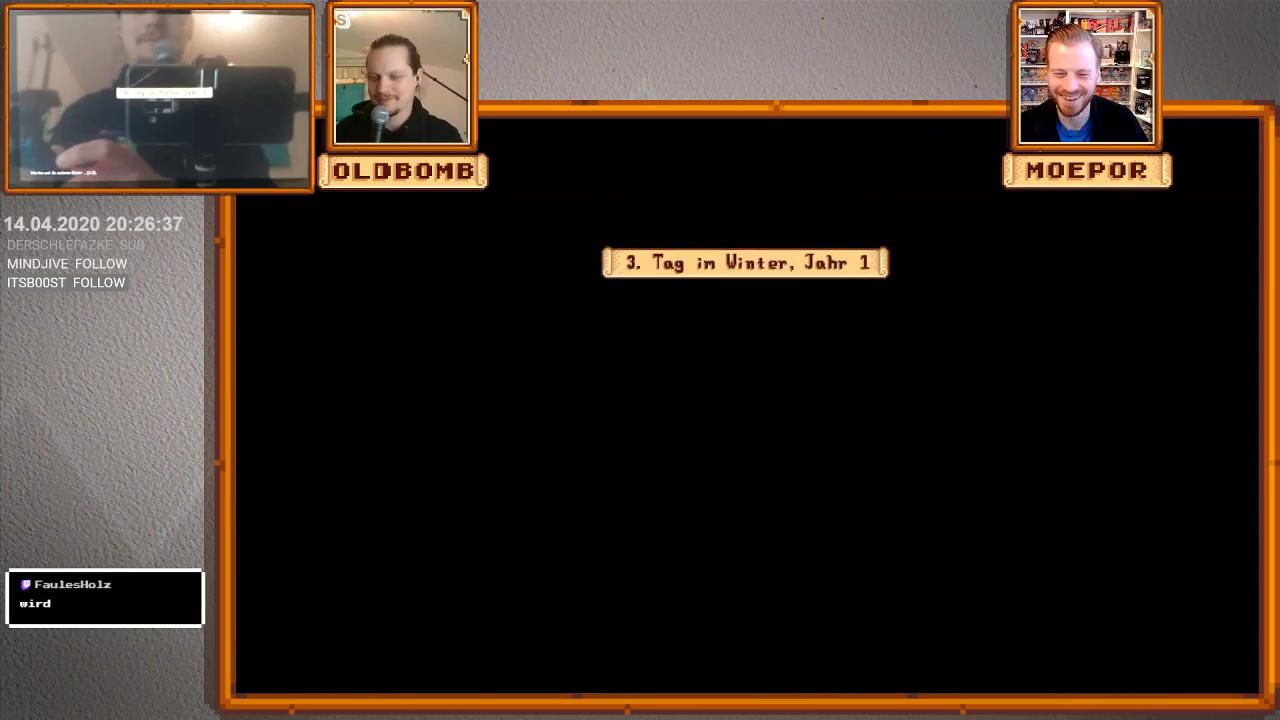 S
OLDBOMB
MOEPOR
14.04.2020 20:26:37
DERSCHLEFAZKE SUB
MINDJIVE FOLLOW
ITSB00ST FOLLOW
3. Tag im Winter, Jahr 1
FaulesHolz
wird